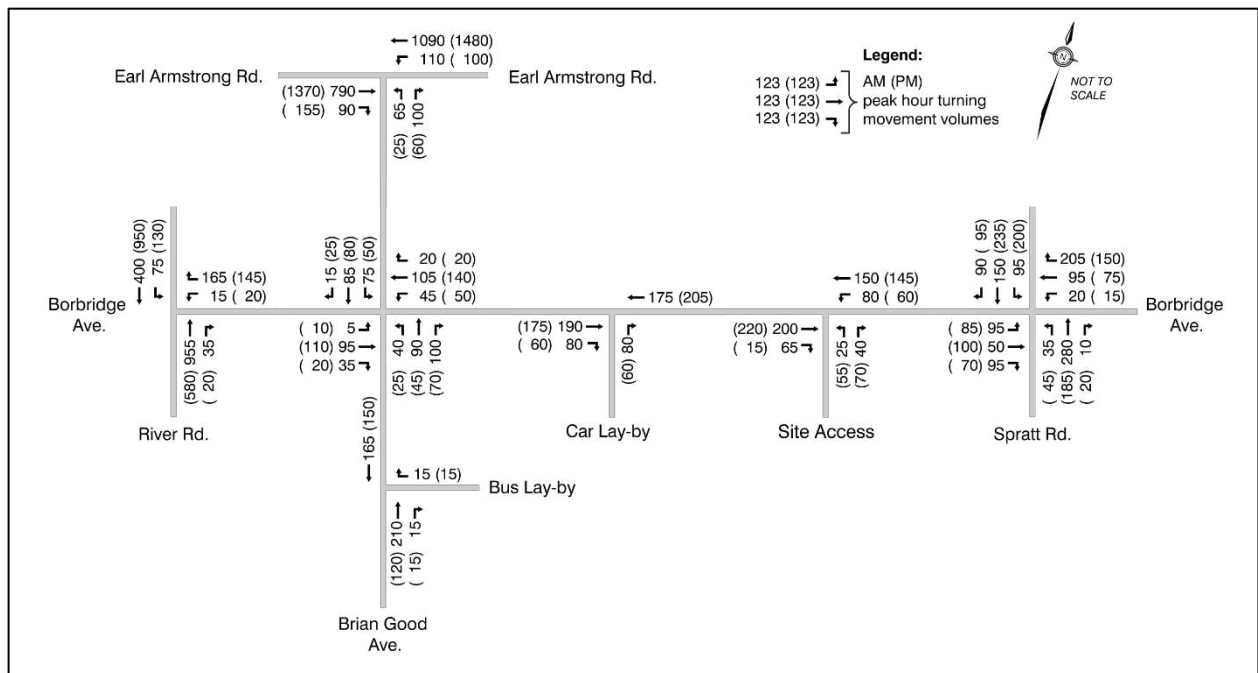 1090 (1480)
110 ( 100)
Earl Armstrong Rd.
Earl Armstrong Rd.
(1370) 790
( 155) 90
(25) 65
(60) 100
Legend:
123 (123)
123 (123)
123 (123)
AM (PM)
peak hour turning
movement volumes
N
NOT TO
SCALE
400 (950)
75 (130)
165 (145)
15 ( 20)
Borbridge
Ave.
(580) 955
( 20) 35
River Rd.
15 (25)
85 (80)
75 (50)
20 ( 20)
105 (140)
45 ( 50)
( 10) 5
(110) 95
( 20) 35
(25) 40
(45) 90
(70) 100
175 (205)
(175) 190
( 60) 80
(60) 80
Car Lay-by
150 (145)
80 ( 60)
(220) 200
( 15) 65
(55) 25
(70) 40
Site Access
90 ( 95)
150 (235)
95 (200)
205 (150)
95 ( 75)
20 ( 15)
Borbridge
Ave.
( 85) 95
(100) 50
( 70) 95
( 45) 35
(185) 280
( 20) 10
Spratt Rd.
165 (150)
15 (15)
Bus Lay-by
(120) 210
( 15) 15
Brian Good
Ave.